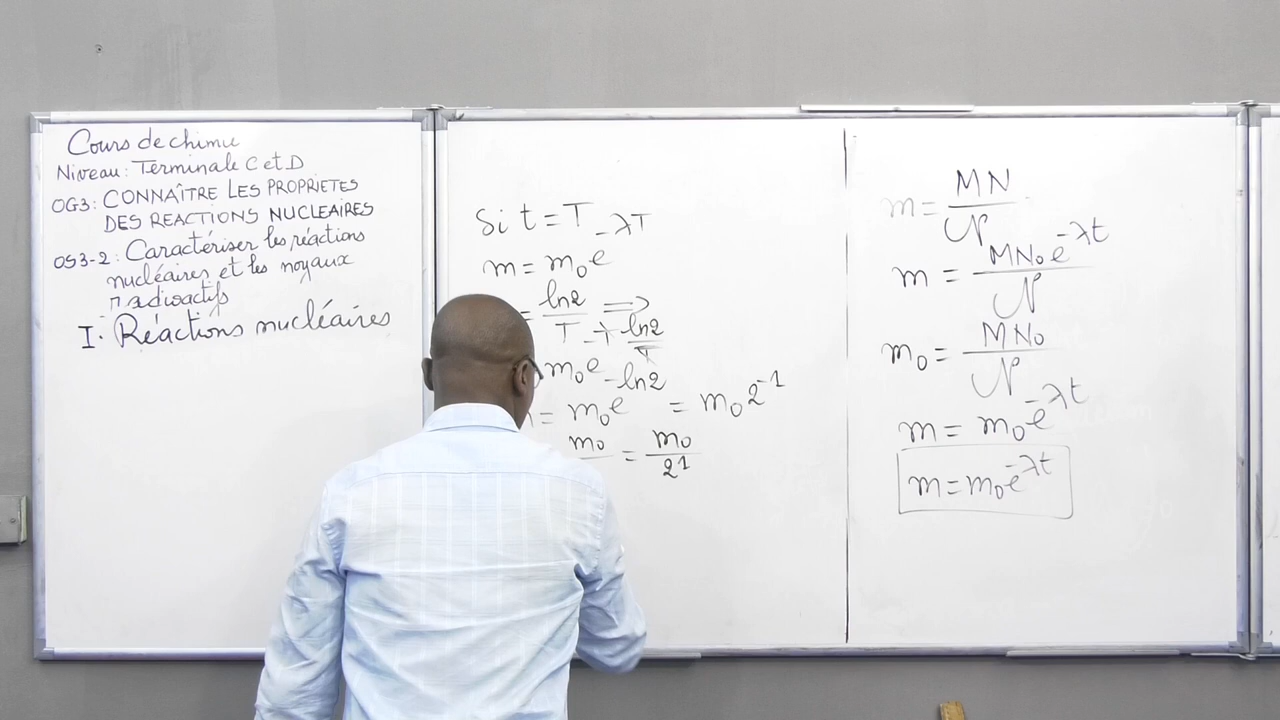 Cours de chimie
Niveau : Terminale C et D
OG3 : CONNAÎTRE LES PROPRIETES
DES REACTIONS NUCLEAIRES
OS3-2 : Caractériser les réactions
nucléaires et les noyaux
radioactifs
I. Réactions nucléaires
Si t = T
m = m₀e^(-λT)
= ln2/T ⟹
m₀e^(-T ln2/T)
= m₀e^(-ln2) = m₀2⁻¹
m₀ = m₀/2¹
m = MN/𝒩
m = MN₀e^(-λt)/𝒩
m₀ = MN₀/𝒩
m = m₀e^(-λt)
m = m₀e^(-λt)